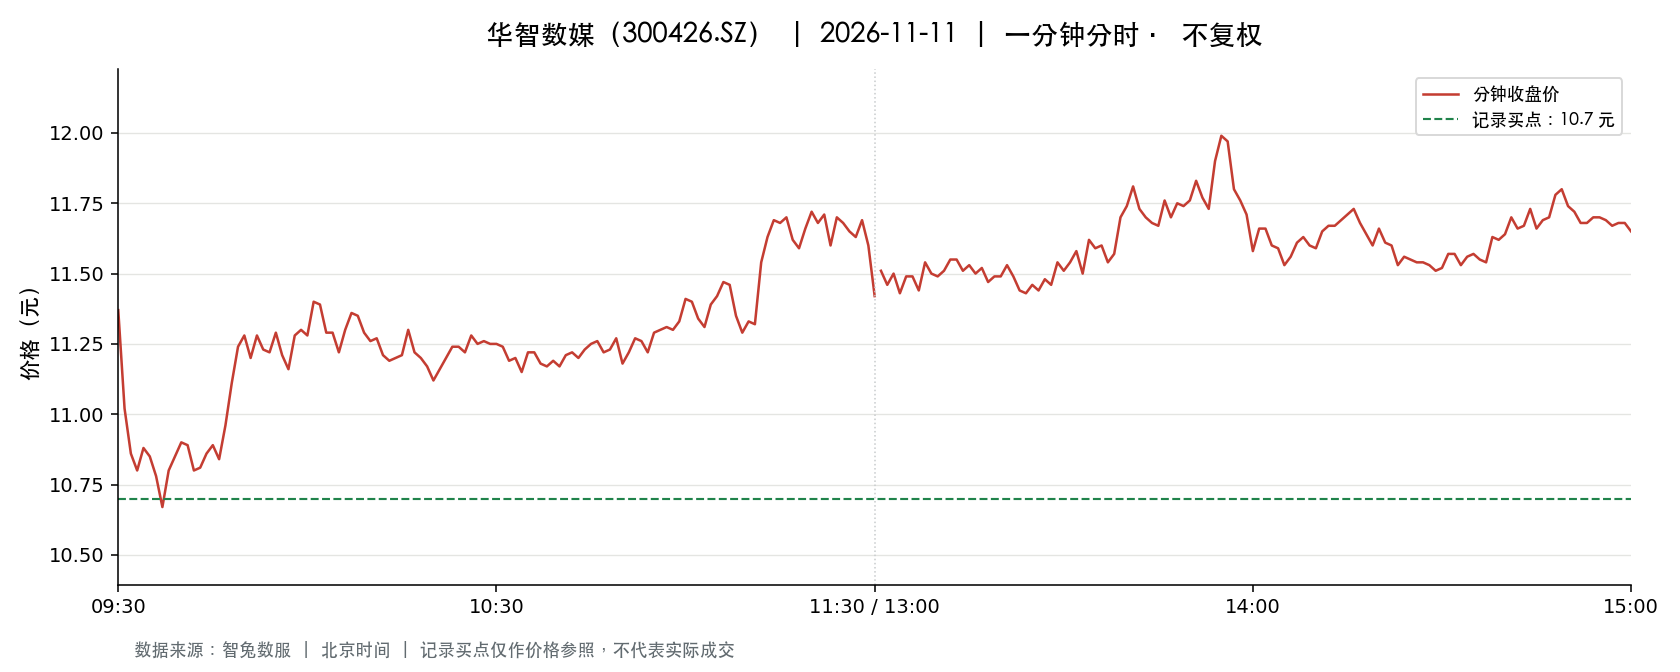 华智数媒（300426.SZ） | 2026-11-11 | 一分钟分时 · 不复权
分钟收盘价
记录买点：10.7 元
价格（元）
12.00
11.75
11.50
11.25
11.00
10.75
10.50
09:30
10:30
11:30 / 13:00
14:00
15:00
数据来源：智兔数服 | 北京时间 | 记录买点仅作价格参照，不代表实际成交